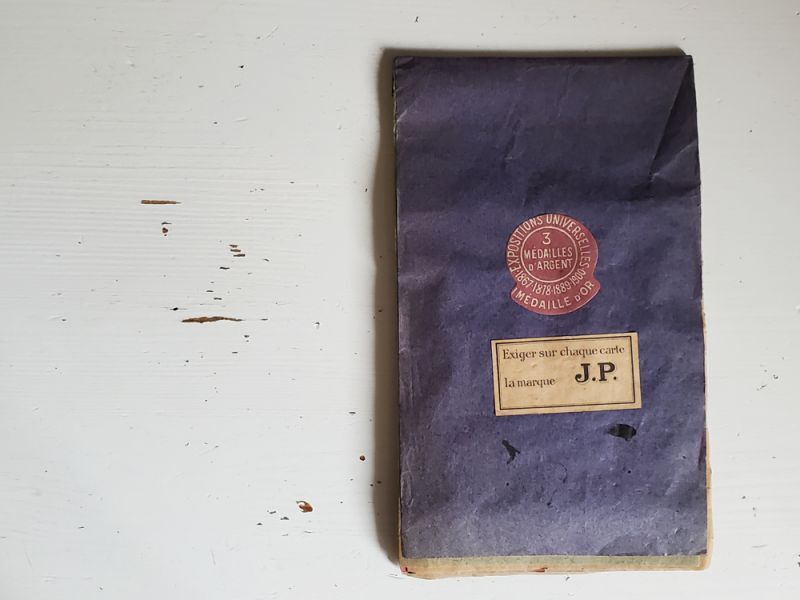 EXPOSITIONS UNIVERSELLES
3
MÉDAILLES
D'ARGENT
1867·1878·1889·1900
MÉDAILLE D'OR
Exiger sur chaque carte
la marque J.P.